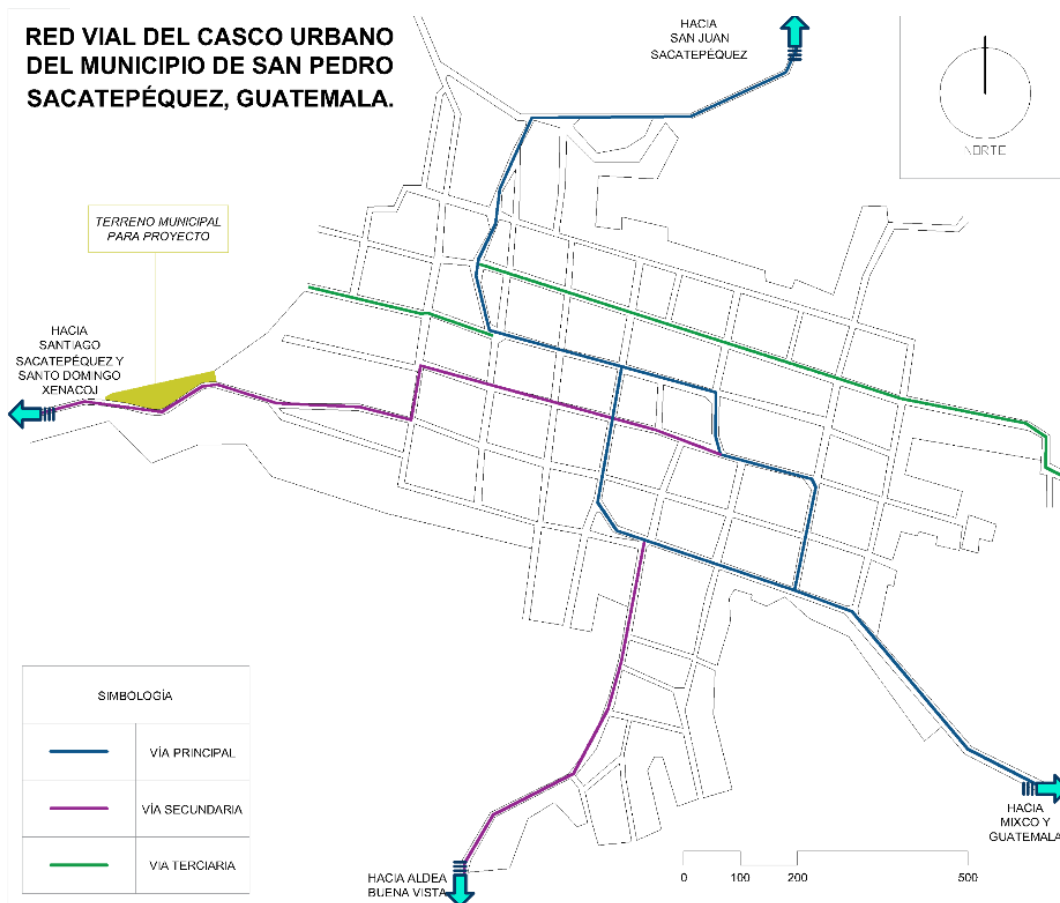 RED VIAL DEL CASCO URBANO
DEL MUNICIPIO DE SAN PEDRO
SACATEPÉQUEZ, GUATEMALA.
HACIA
SAN JUAN
SACATEPÉQUEZ
NORTE
TERRENO MUNICIPAL
PARA PROYECTO
HACIA
SANTIAGO
SACATEPÉQUEZ Y
SANTO DOMINGO
XENACOJ
SIMBOLOGÍA
VÍA PRINCIPAL
VÍA SECUNDARIA
VIA TERCIARIA
HACIA ALDEA
BUENA VISTA
HACIA
MIXCO Y
GUATEMALA
0 100 200 500